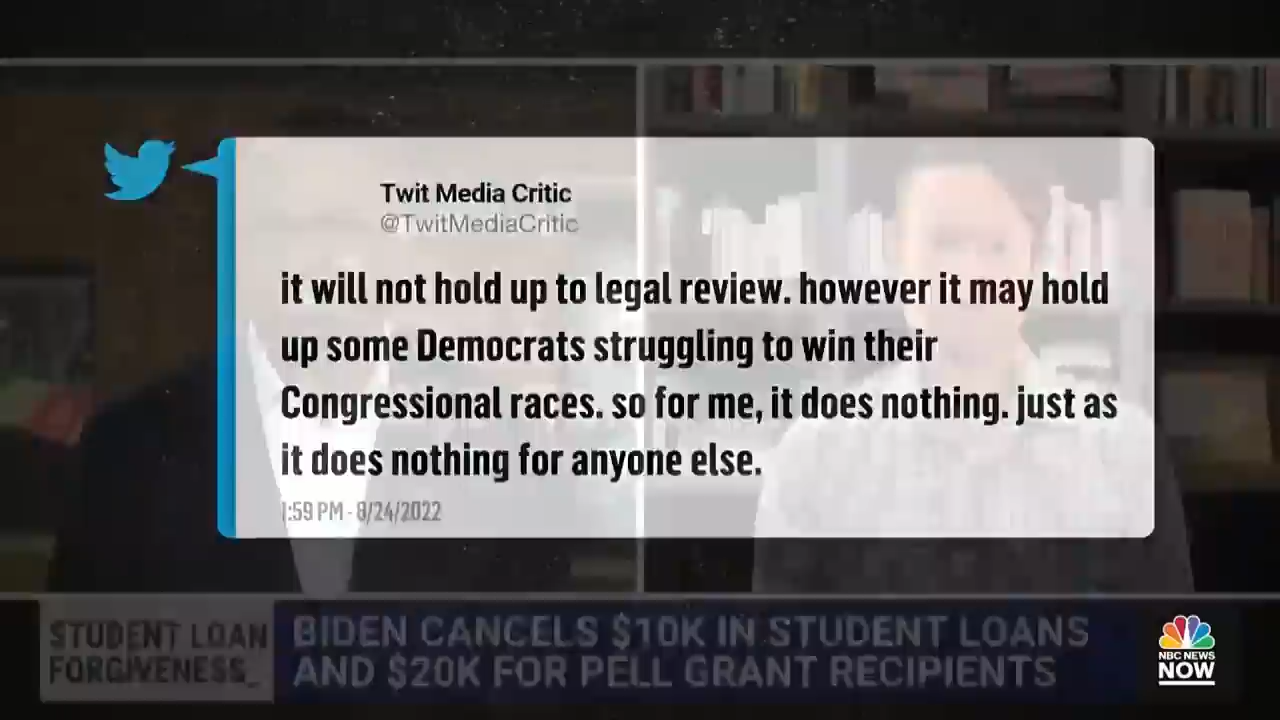 Twit Media Critic
@TwitMediaCritic
it will not hold up to legal review. however it may hold
up some Democrats struggling to win their
Congressional races. so for me, it does nothing. just as
it does nothing for anyone else.
1:59 PM - 8/24/2022
STUDENT LOAN
FORGIVENESS_
BIDEN CANCELS $10K IN STUDENT LOANS
AND $20K FOR PELL GRANT RECIPIENTS
NBC NEWS
NOW